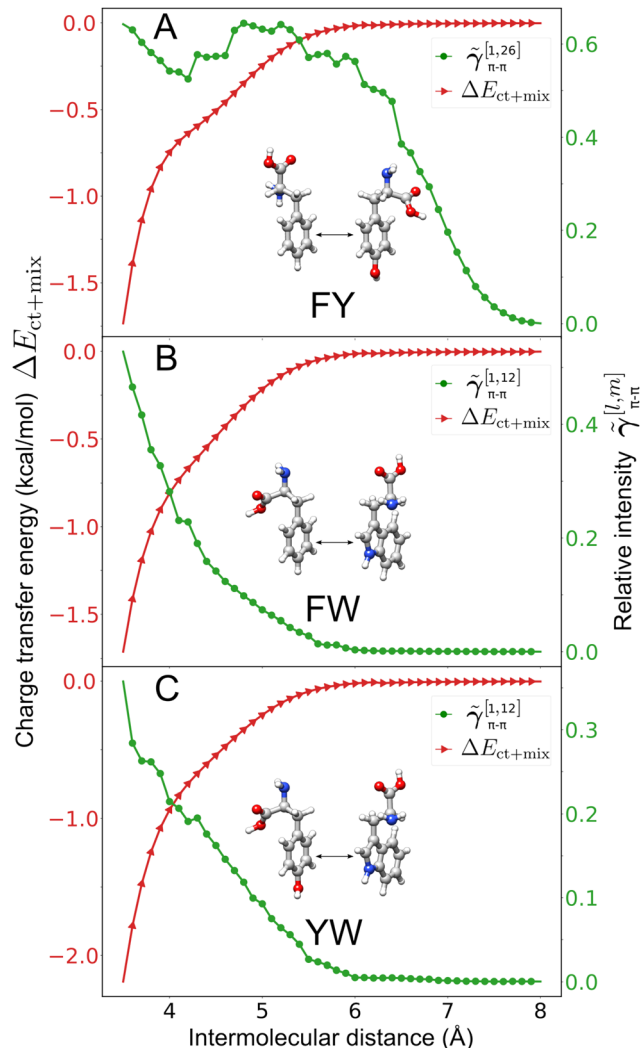 A
γ̃π-π[1,26]
ΔEct+mix
0.0
−0.5
−1.0
−1.5
0.6
0.4
0.2
0.0
FY
B
γ̃π-π[1,12]
ΔEct+mix
0.0
−0.5
−1.0
−1.5
0.4
0.2
0.0
FW
C
γ̃π-π[1,12]
ΔEct+mix
0.0
−1.0
−2.0
0.3
0.2
0.1
0.0
YW
4 5 6 7 8
Intermolecular distance (Å)
Charge transfer energy (kcal/mol) ΔEct+mix
Relative intensity γ̃π-π[l,m]